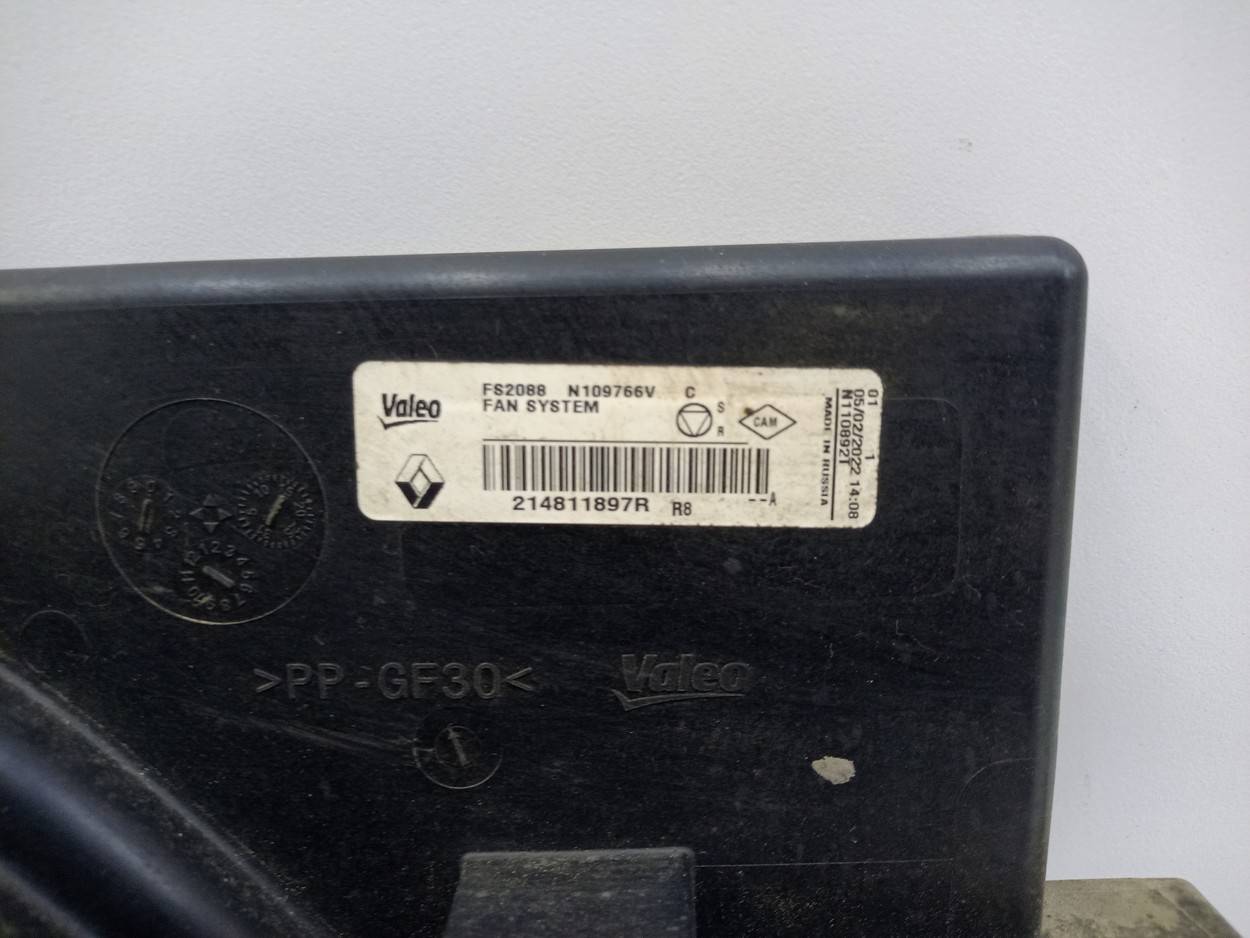 Valeo
FS2088 N109766V C
FAN SYSTEM
S
R
CAM
214811897R R8 --A
01 1
05/02/2022 14:08
N110892T
MADE IN RUSSIA
>PP-GF30<
Valeo